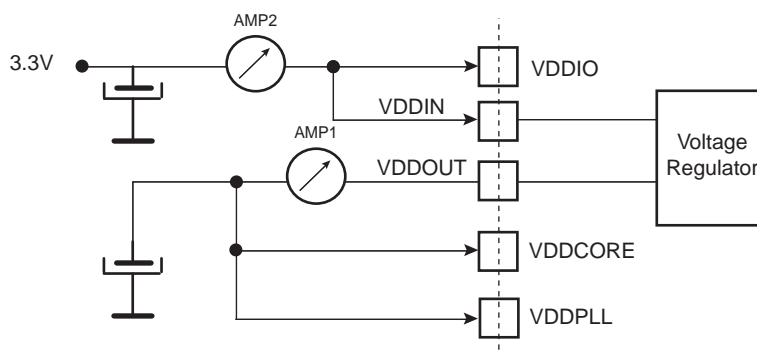 AMP2
3.3V
VDDIO
VDDIN
Voltage
Regulator
AMP1
VDDOUT
VDDCORE
VDDPLL